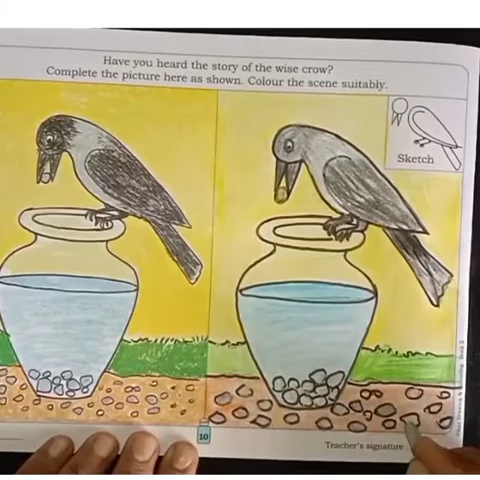 Have you heard the story of the wise crow?
Complete the picture here as shown. Colour the scene suitably.
Sketch
10
Teacher's signature